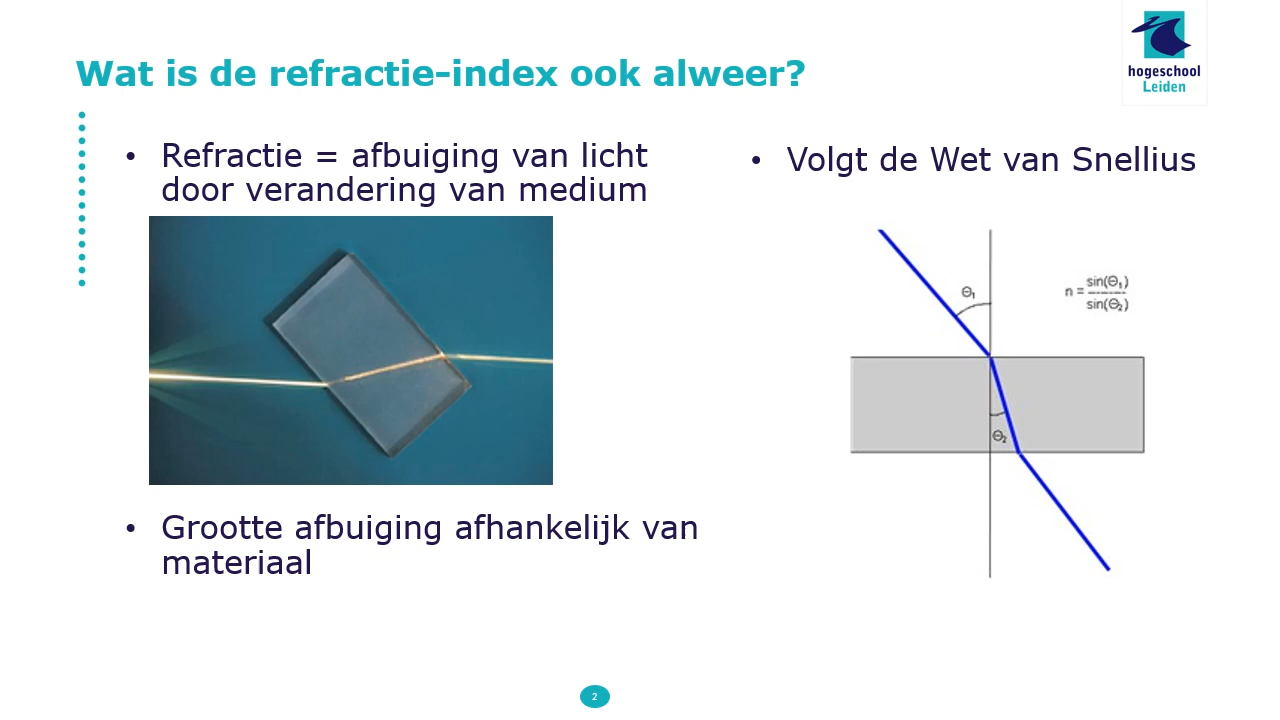 Wat is de refractie-index ook alweer?
hogeschool
Leiden
• Refractie = afbuiging van licht
door verandering van medium
• Grootte afbuiging afhankelijk van
materiaal
• Volgt de Wet van Snellius
Θ₁
n = sin(Θ₁)
sin(Θ₂)
Θ₂
2